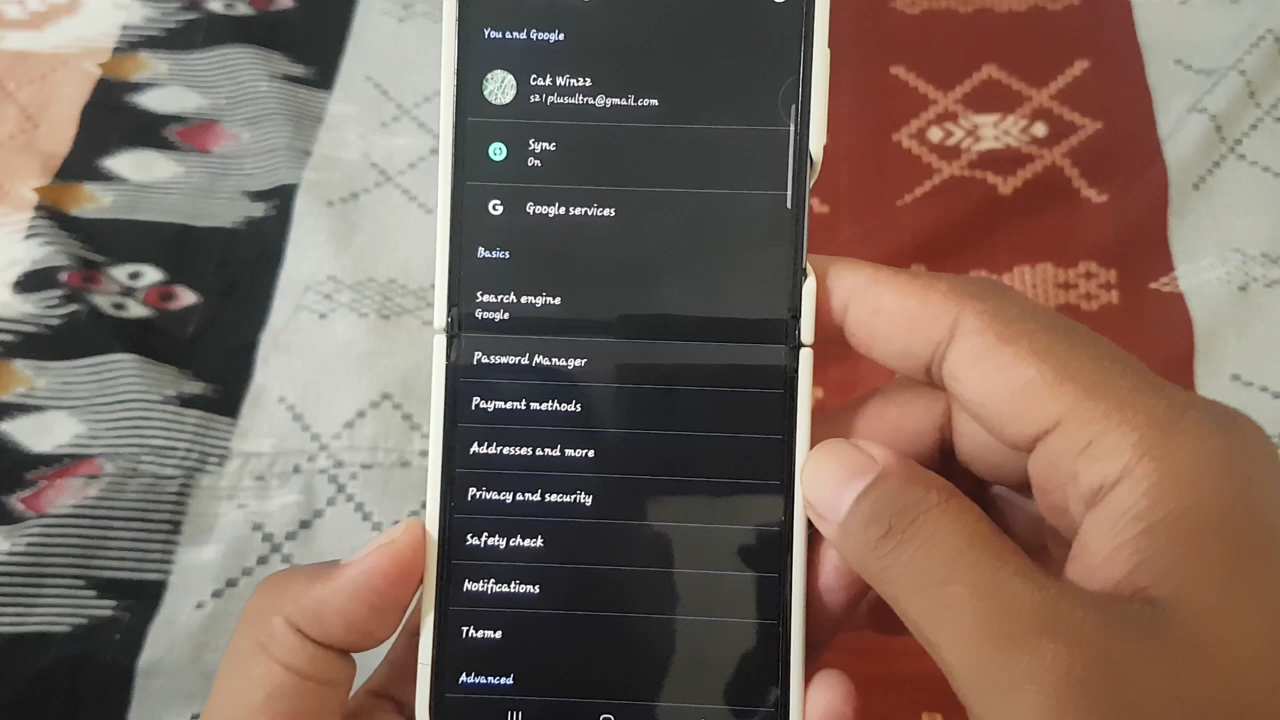 You and Google
Cak Winzz
s21plusultra@gmail.com
Sync
On
Google services
Basics
Search engine
Google
Password Manager
Payment methods
Addresses and more
Privacy and security
Safety check
Notifications
Theme
Advanced